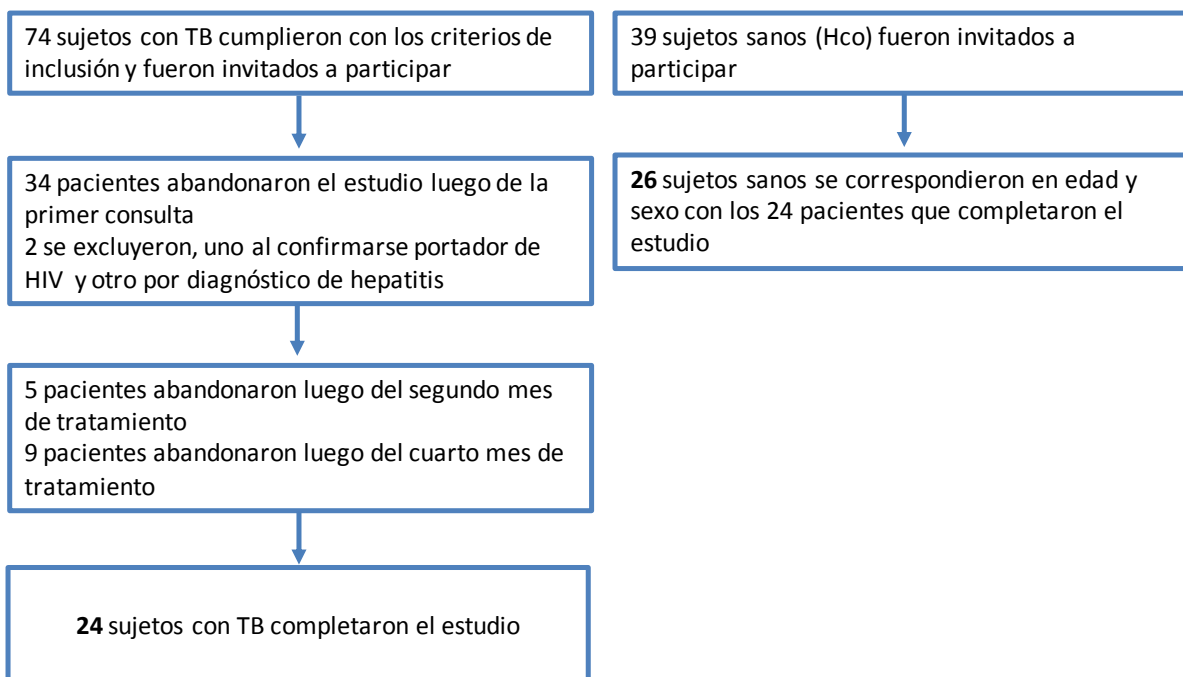 74 sujetos con TB cumplieron con los criterios de
inclusión y fueron invitados a participar
34 pacientes abandonaron el estudio luego de la
primer consulta
2 se excluyeron, uno al confirmarse portador de
HIV y otro por diagnóstico de hepatitis
5 pacientes abandonaron luego del segundo mes
de tratamiento
9 pacientes abandonaron luego del cuarto mes de
tratamiento
24 sujetos con TB completaron el estudio
39 sujetos sanos (Hco) fueron invitados a
participar
26 sujetos sanos se correspondieron en edad y
sexo con los 24 pacientes que completaron el
estudio